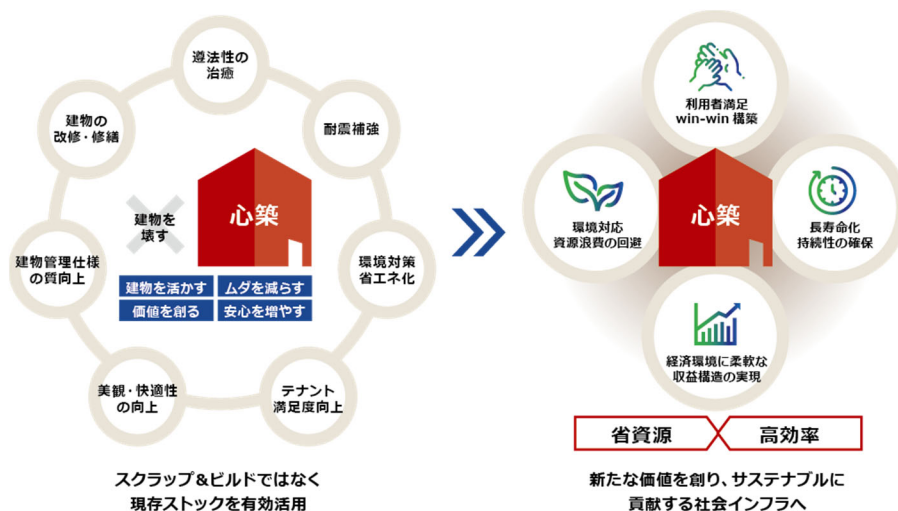 遵法性の
治癒
建物の
改修・修繕
耐震補強
建物を
壊す
心築
建物管理仕様
の質向上
環境対策
省エネ化
建物を活かす
ムダを減らす
価値を創る
安心を増やす
美観・快適性
の向上
テナント
満足度向上
スクラップ&ビルドではなく
現存ストックを有効活用
利用者満足
win-win 構築
心築
環境対応
資源浪費の回避
長寿命化
持続性の確保
経済環境に柔軟な
収益構造の実現
省資源
高効率
新たな価値を創り、サステナブルに
貢献する社会インフラへ